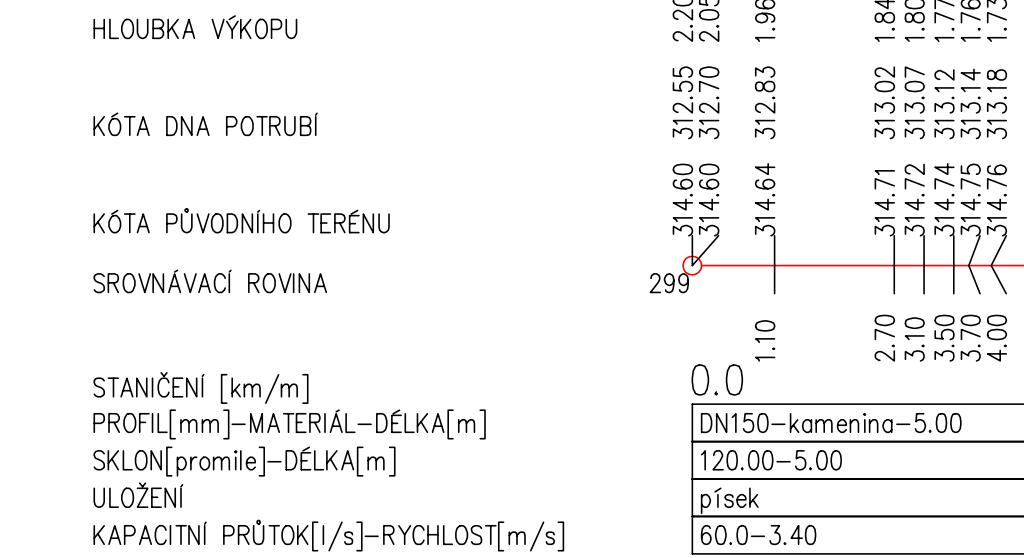 HLOUBKA VÝKOPU 2.20 2.05 1.96 1.84 1.80 1.77 1.76 1.73
KÓTA DNA POTRUBÍ 312.55 312.70 312.83 313.02 313.07 313.12 313.14 313.18
KÓTA PŮVODNÍHO TERÉNU 314.60 314.60 314.64 314.71 314.72 314.74 314.75 314.76
SROVNÁVACÍ ROVINA 299
1.10 2.70 3.10 3.50 3.70 4.00
STANIČENÍ [km/m] 0.0
PROFIL[mm]–MATERIÁL–DÉLKA[m] DN150–kamenina–5.00
SKLON[promile]–DÉLKA[m] 120.00–5.00
ULOŽENÍ písek
KAPACITNÍ PRŮTOK[l/s]–RYCHLOST[m/s] 60.0–3.40